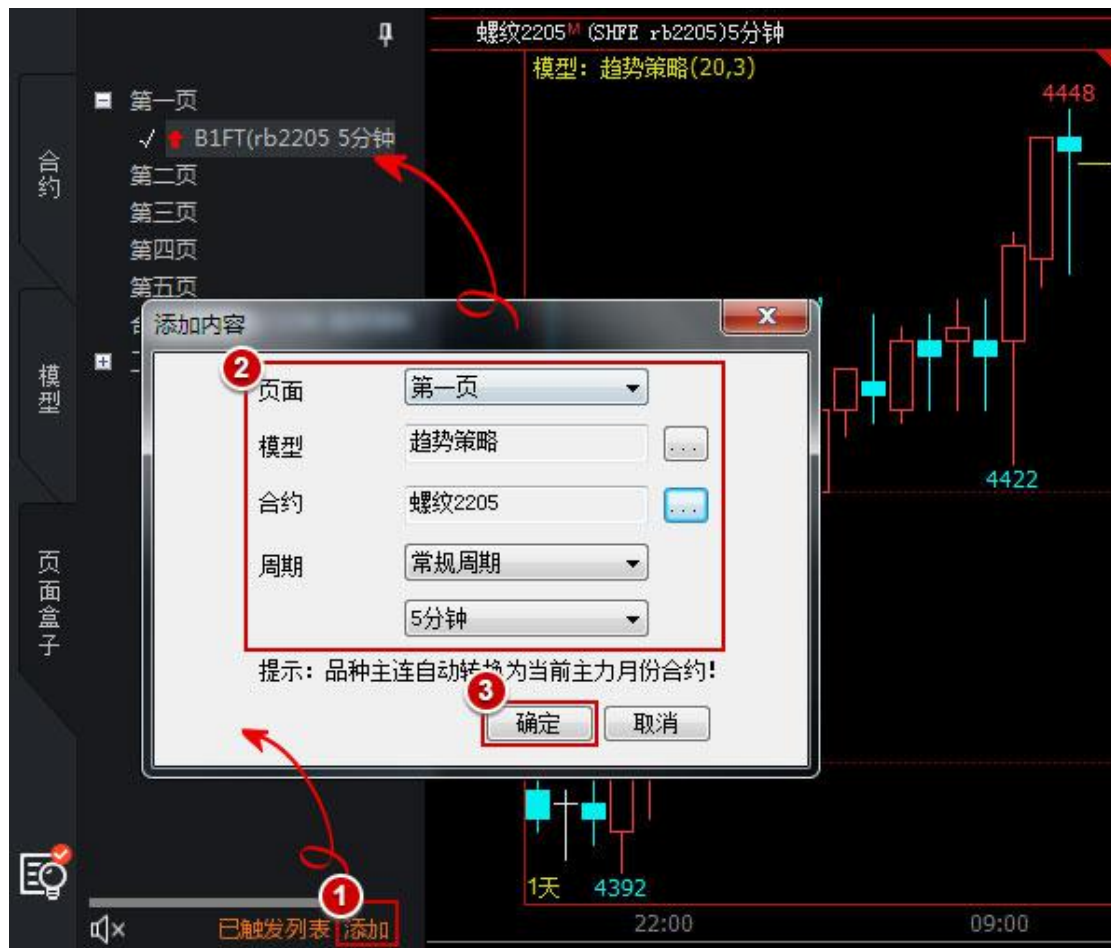 螺纹2205M (SHFE rb2205)5分钟
模型：趋势策略(20,3)
4448
合约
模型
页面盒子
第一页
B1FT(rb2205 5分钟
第二页
第三页
第四页
第五页
添加内容
2
页面 第一页
模型 趋势策略 ...
合约 螺纹2205 ...
周期 常规周期
5分钟
提示：品种主连自动转换为当前主力月份合约!
3
确定 取消
4422
1
已触发列表 添加
1天 4392
22:00 09:00